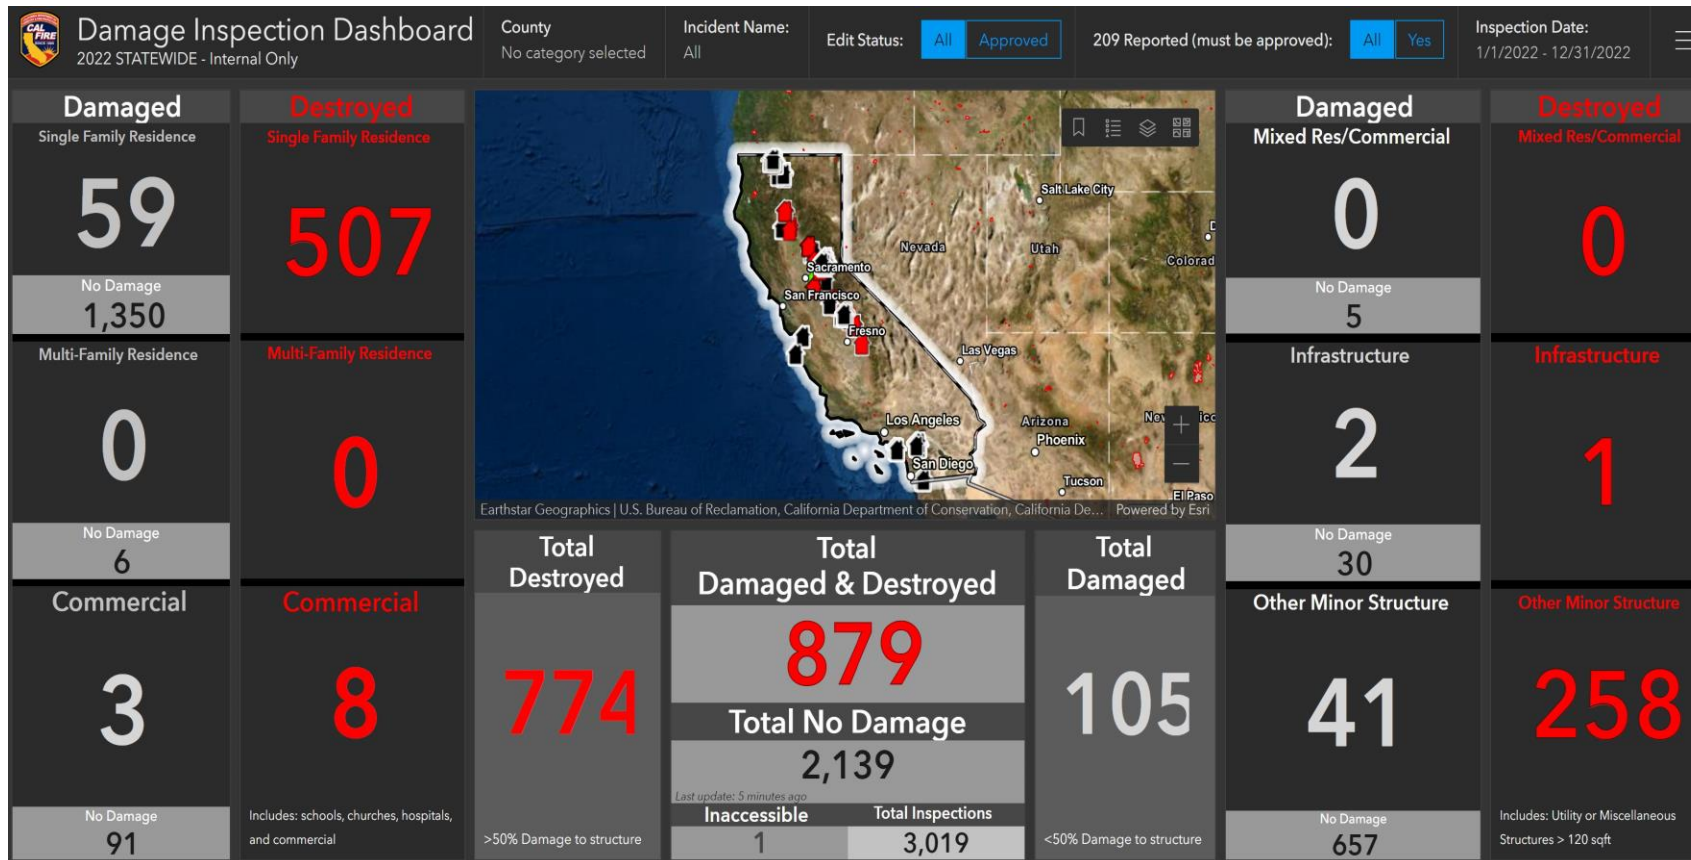 CAL
FIRE
Damage Inspection Dashboard
2022 STATEWIDE - Internal Only
County
No category selected
Incident Name:
All
Edit Status:
All
Approved
209 Reported (must be approved):
All
Yes
Inspection Date:
1/1/2022 - 12/31/2022
Damaged
Single Family Residence
59
No Damage
1,350
Multi-Family Residence
0
No Damage
6
Commercial
3
No Damage
91
Destroyed
Single Family Residence
507
Multi-Family Residence
0
Commercial
8
Includes: schools, churches, hospitals,
and commercial
Salt Lake City
Nevada
Utah
Colorad
Sacramento
San Francisco
Fresno
Las Vegas
Los Angeles
Arizona
Phoenix
San Diego
Tucson
El Paso
Earthstar Geographics | U.S. Bureau of Reclamation, California Department of Conservation, California De...
Powered by Esri
Total
Destroyed
774
>50% Damage to structure
Total
Damaged & Destroyed
879
Total No Damage
2,139
Last update: 5 minutes ago
Inaccessible
1
Total Inspections
3,019
Total
Damaged
105
<50% Damage to structure
Damaged
Mixed Res/Commercial
0
No Damage
5
Infrastructure
2
No Damage
30
Other Minor Structure
41
No Damage
657
Destroyed
Mixed Res/Commercial
0
Infrastructure
1
Other Minor Structure
258
Includes: Utility or Miscellaneous
Structures > 120 sqft